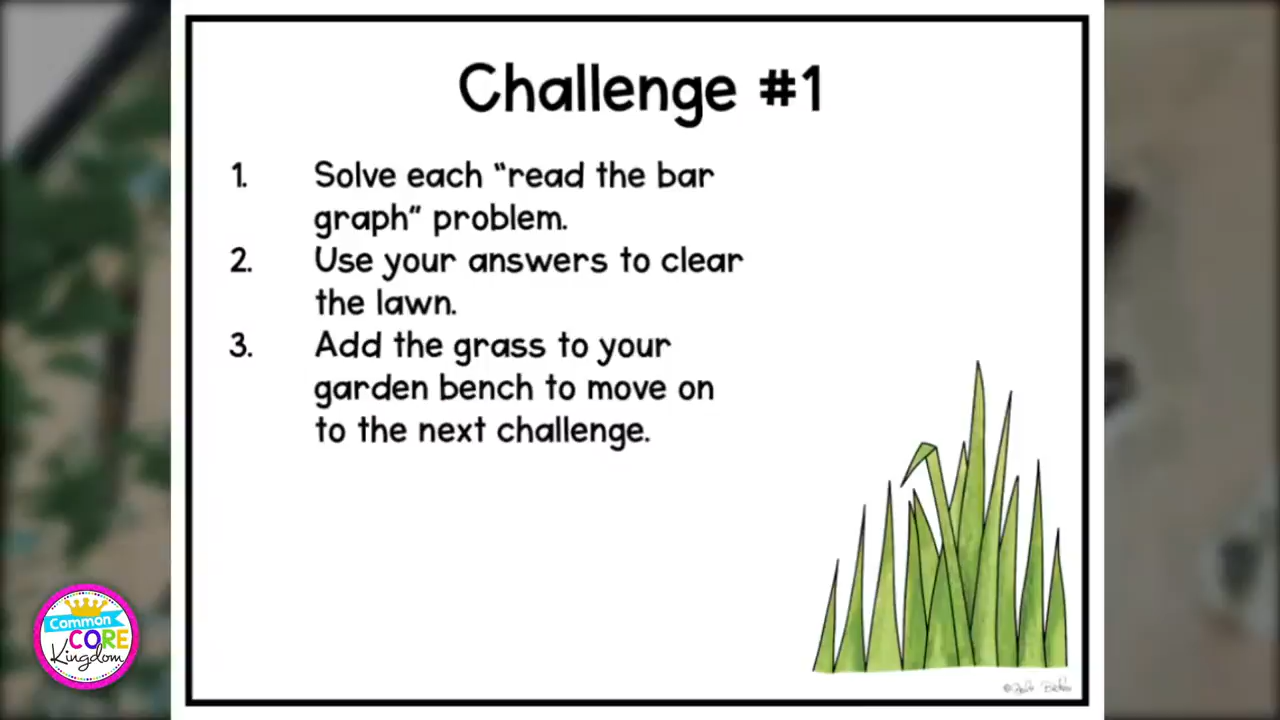 Challenge #1
1. Solve each “read the bar
graph” problem.
2. Use your answers to clear
the lawn.
3. Add the grass to your
garden bench to move on
to the next challenge.
Common
CORE
Kingdom